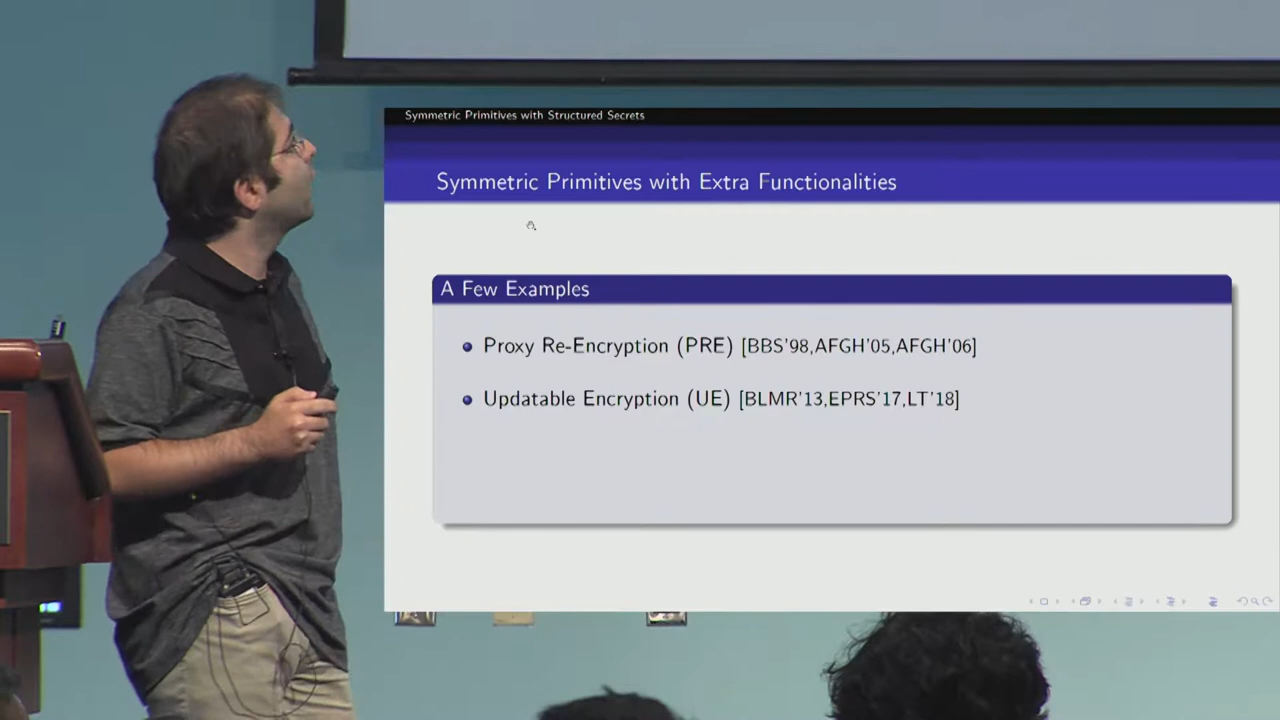 Symmetric Primitives with Structured Secrets
Symmetric Primitives with Extra Functionalities
A Few Examples
Proxy Re-Encryption (PRE) [BBS'98,AFGH'05,AFGH'06]
Updatable Encryption (UE) [BLMR'13,EPRS'17,LT'18]